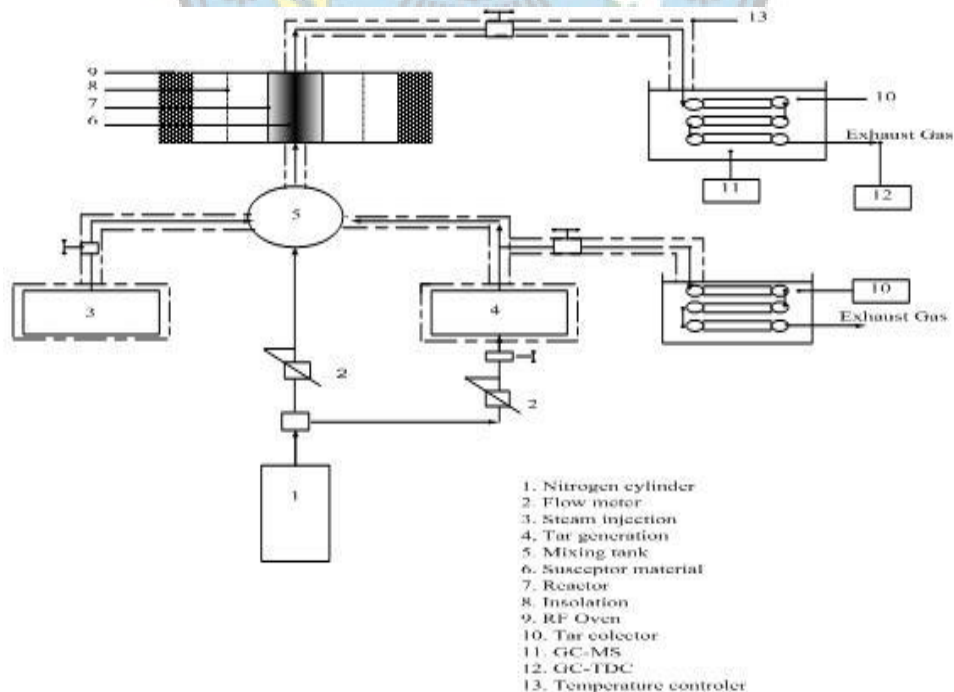 13
9
8
7
6
10
Exhaust Gas
11
12
5
3
4
10
Exhaust Gas
2
2
1
1. Nitrogen cylinder
2. Flow meter
3. Steam injection
4, Tar generation
5. Mixing tank
6. Susceptor material
7. Reactor
8. Insolation
9. RF Oven
10. Tar colector
11. GC-MS
12. GC-TDC
13. Temperature controler